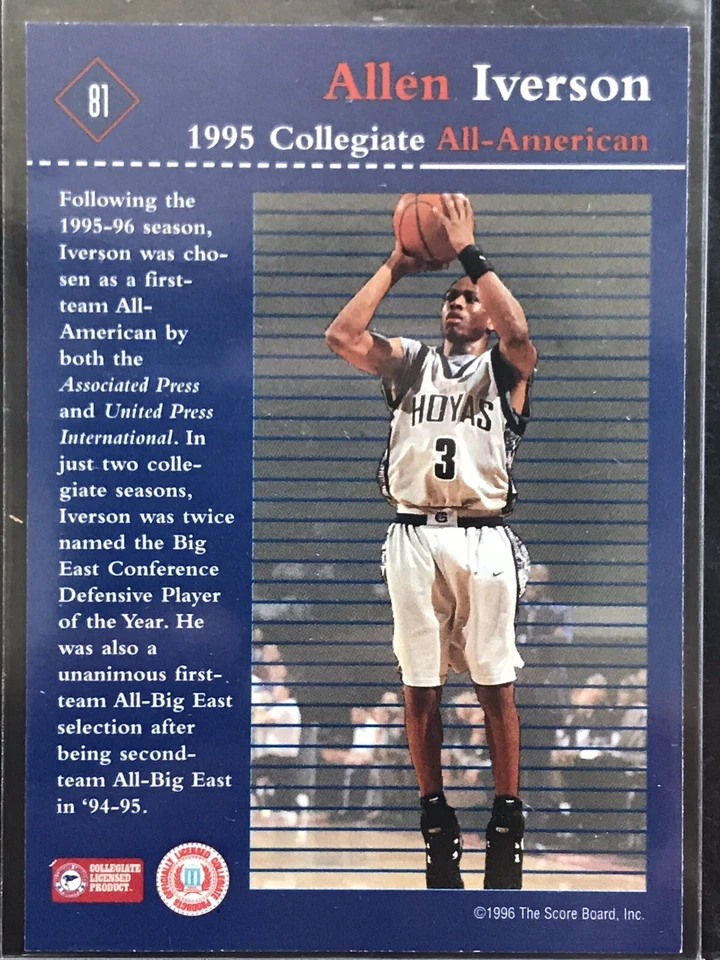 81
Allen Iverson
1995 Collegiate All-American
Following the
1995-96 season,
Iverson was cho-
sen as a first-
team All-
American by
both the
Associated Press
and United Press
International. In
just two colle-
giate seasons,
Iverson was twice
named the Big
East Conference
Defensive Player
of the Year. He
was also a
unanimous first-
team All-Big East
selection after
being second-
team All-Big East
in ‘94-95.
HOYAS
3
G
COLLEGIATE
LICENSED
PRODUCT™
©1996 The Score Board, Inc.